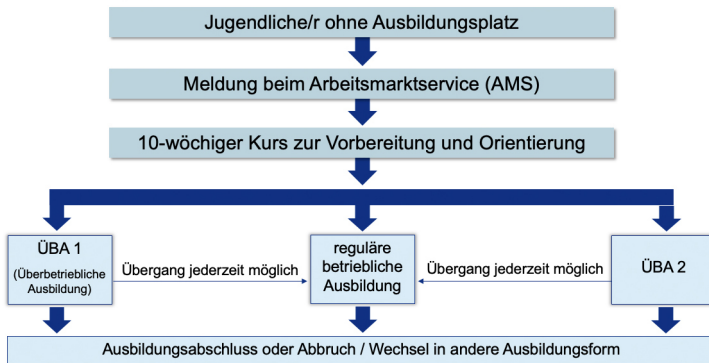 Jugendliche/r ohne Ausbildungsplatz
Meldung beim Arbeitsmarktservice (AMS)
10-wöchiger Kurs zur Vorbereitung und Orientierung
ÜBA 1
(Überbetriebliche
Ausbildung)
Übergang jederzeit möglich
reguläre
betriebliche
Ausbildung
Übergang jederzeit möglich
ÜBA 2
Ausbildungsabschluss oder Abbruch / Wechsel in andere Ausbildungsform